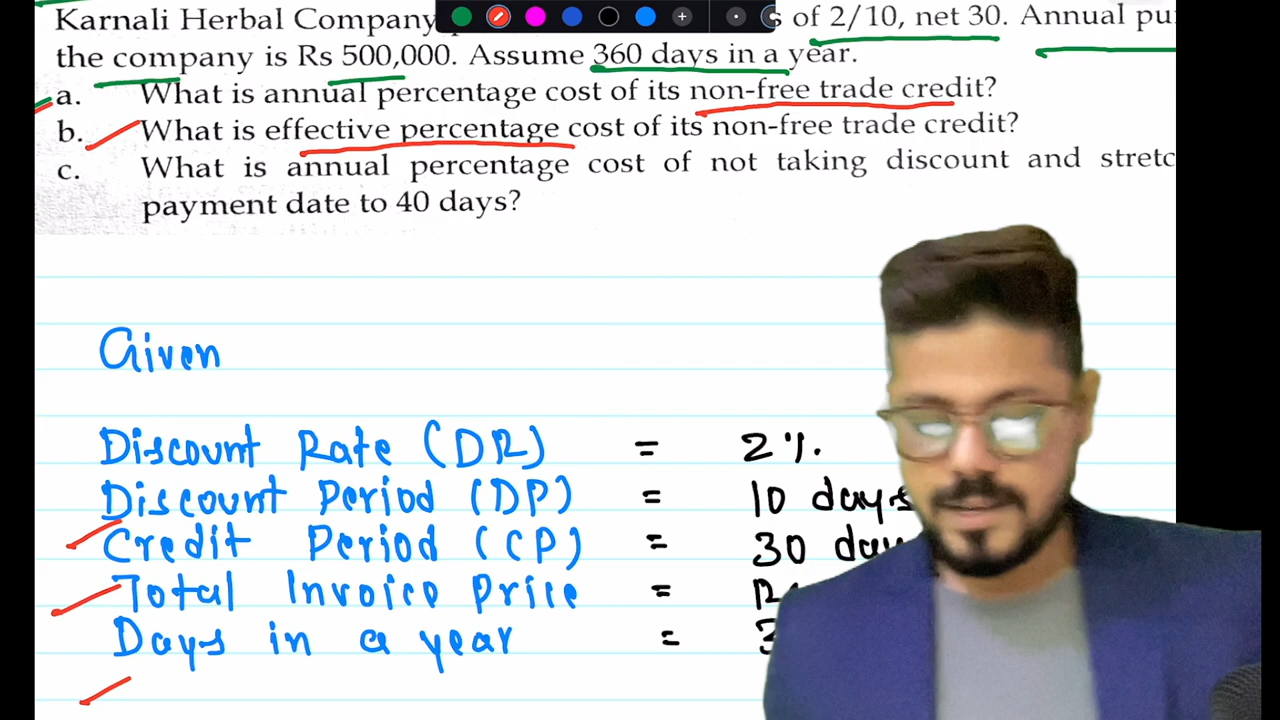 Karnali Herbal Company of 2/10, net 30. Annual
the company is Rs 500,000. Assume 360 days in a year.
a. What is annual percentage cost of its non-free trade credit?
b. What is effective percentage cost of its non-free trade credit?
c. What is annual percentage cost of not taking discount and
payment date to 40 days?
Given
Discount Rate (DR) = 2%.
Discount Period (DP) = 10 days
Credit Period (CP) = 30
Total Invoice Price =
Days in a year =